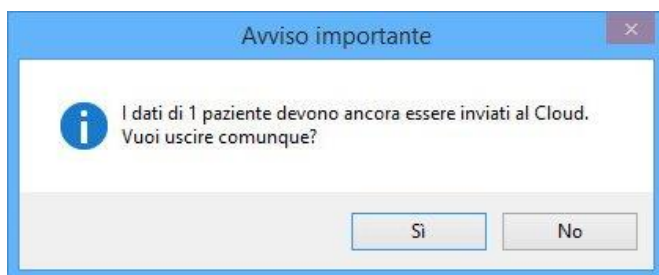 Avviso importante
I dati di 1 paziente devono ancora essere inviati al Cloud.
Vuoi uscire comunque?
Sì
No